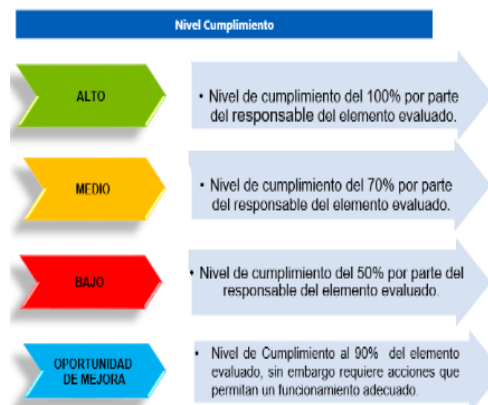 Nivel Cumplimiento
ALTO
• Nivel de cumplimiento del 100% por parte
del responsable del elemento evaluado.
MEDIO
• Nivel de cumplimiento del 70% por parte
del responsable del elemento evaluado.
BAJO
• Nivel de cumplimiento del 50% por parte del
responsable del elemento evaluado.
OPORTUNIDAD
DE MEJORA
• Nivel de Cumplimiento al 90% del elemento
evaluado, sin embargo requiere acciones que
permitan un funcionamiento adecuado.